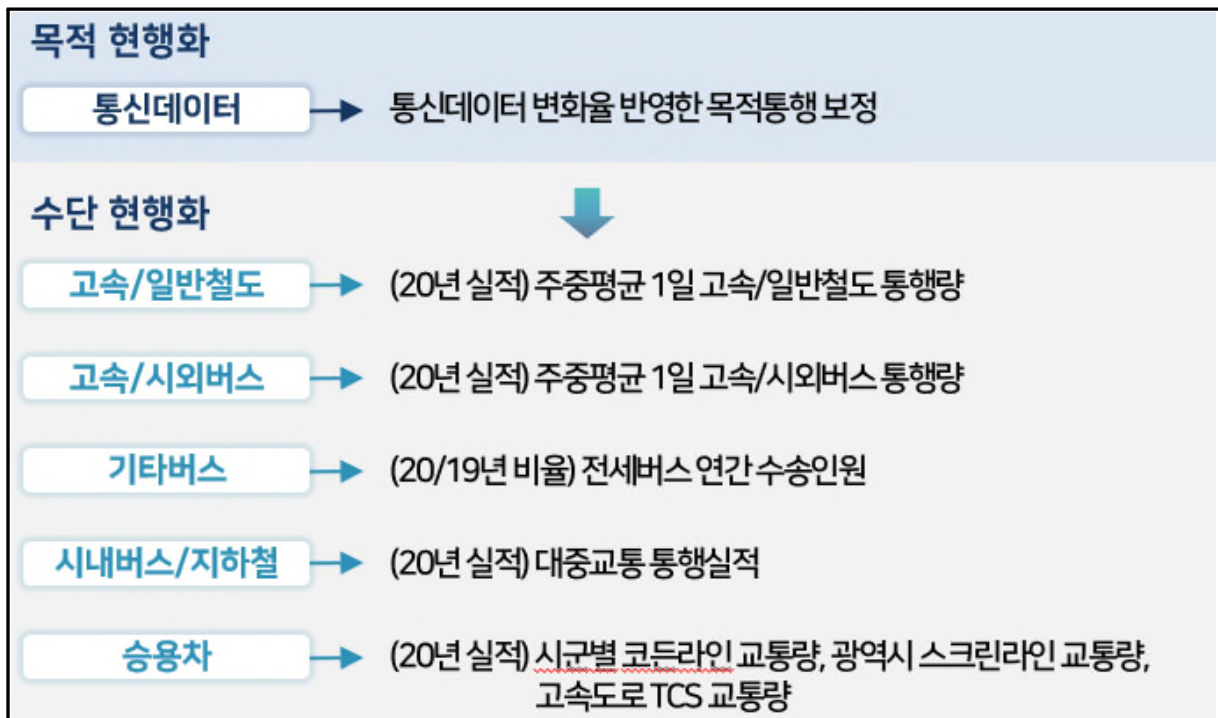 목적 현행화
통신데이터 통신데이터 변화율 반영한 목적통행 보정
수단 현행화
고속/일반철도 (20년 실적) 주중평균 1일 고속/일반철도 통행량
고속/시외버스 (20년 실적) 주중평균 1일 고속/시외버스 통행량
기타버스 (20/19년 비율) 전세버스 연간 수송인원
시내버스/지하철 (20년 실적) 대중교통 통행실적
승용차 (20년 실적) 시군별 코든라인 교통량, 광역시 스크린라인 교통량,
고속도로 TCS 교통량